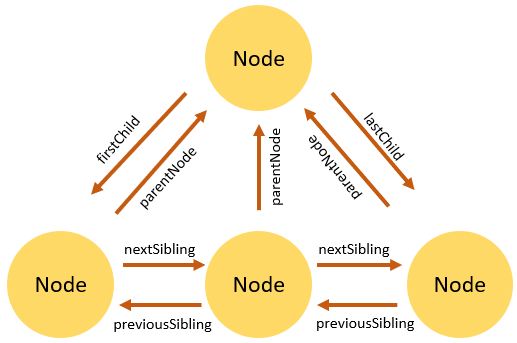 Node
firstChild
parentNode
parentNode
parentNode
lastChild
nextSibling
nextSibling
Node
Node
Node
previousSibling
previousSibling